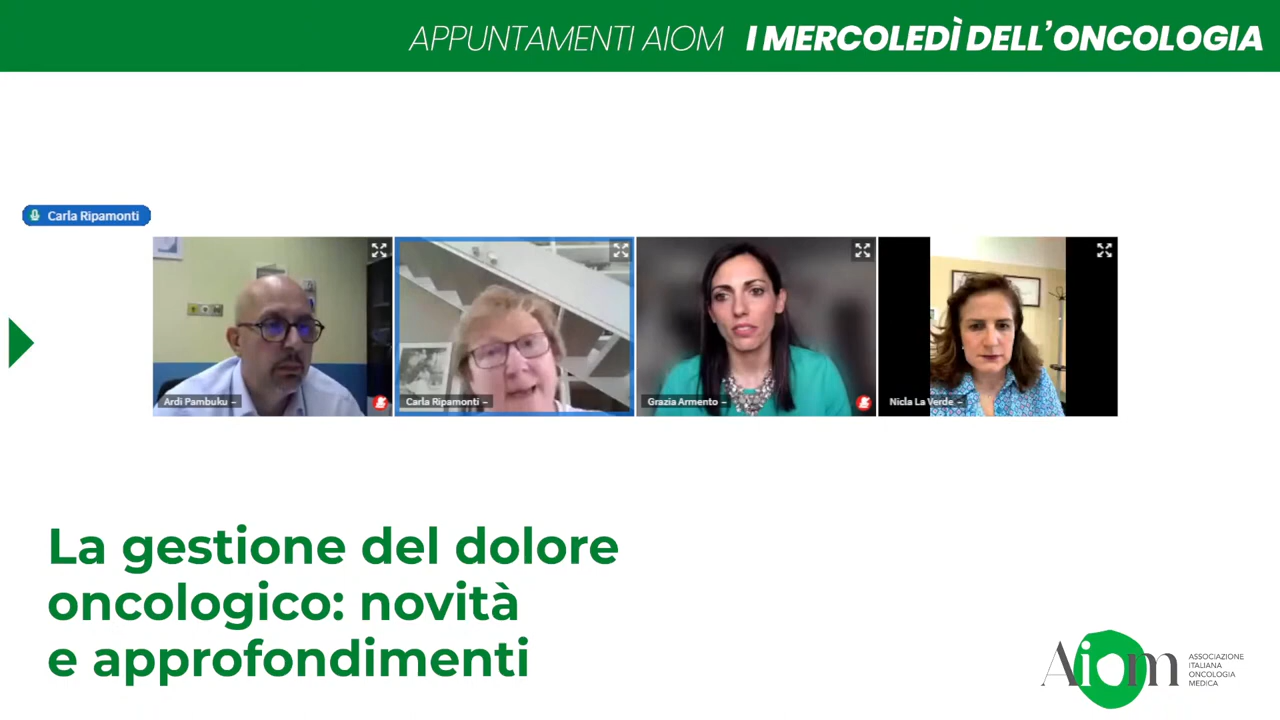 APPUNTAMENTI AIOM I MERCOLEDÌ DELL'ONCOLOGIA
Carla Ripamonti
Ardi Pambuku –
Carla Ripamonti –
Grazia Armento –
Nicla La Verde –
La gestione del dolore
oncologico: novità
e approfondimenti
Aiom
ASSOCIAZIONE
ITALIANA
ONCOLOGIA
MEDICA